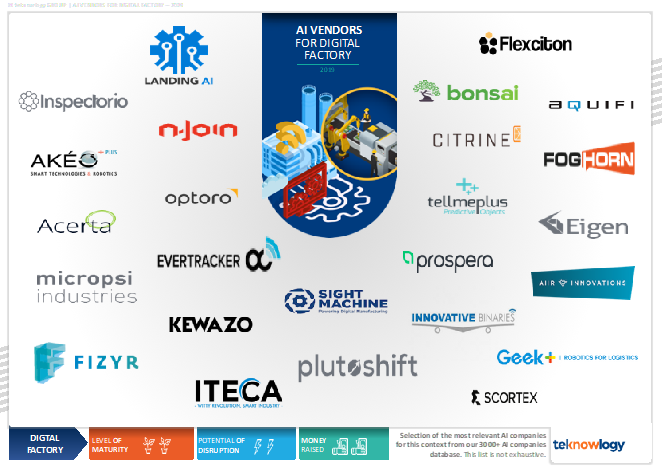 AI VENDORS
FOR DIGITAL
FACTORY
LANDING AI
Flexciton
Inspectorio
bonsai
AQUIFI
n·join
CITRINE
AKÉO PLUS
SMART TECHNOLOGIES & ROBOTICS
FOGHORN
optoro
tellmeplus
Predictive Objects
Acerta
Eigen
EVERTRACKER
prospera
micropsi
industries
AIR INNOVATIONS
SIGHT
MACHINE
Powering Digital Manufacturing
INNOVATIVE BINARIES
KEWAZO
FIZYR
plutoshift
Geek+ | ROBOTICS FOR LOGISTICS
ITECA
- WITH REVOLUTION, SMART INDUSTRY -
SCORTEX
DIGITAL
FACTORY
LEVEL OF
MATURITY
POTENTIAL OF
DISRUPTION
MONEY
RAISED
Selection of the most relevant AI companies
for this context from our 3000+ AI companies
database. This list is not exhaustive.
teknowlogy